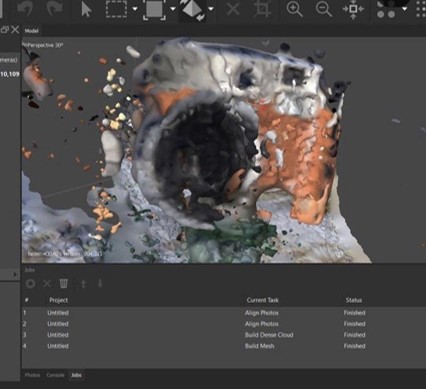 meras)
Model
Perspective 30°
10,109
Jobs
# Project Current Task Status
1 Untitled Align Photos Finished
2 Untitled Align Photos Finished
3 Untitled Build Dense Cloud Finished
4 Untitled Build Mesh Finished
Photos Console Jobs